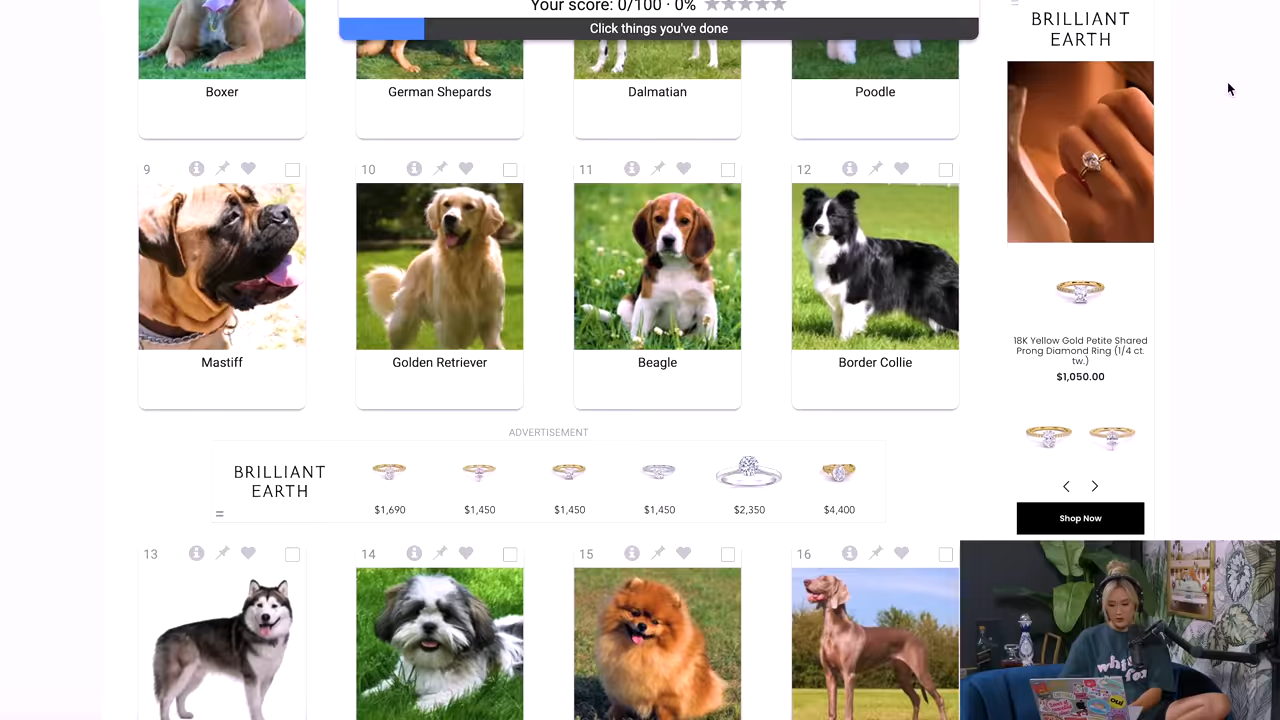 Your score: 0/100 · 0%
Click things you've done
BRILLIANT
EARTH
Boxer
German Shepards
Dalmatian
Poodle
9
10
11
12
Mastiff
Golden Retriever
Beagle
Border Collie
18K Yellow Gold Petite Shared
Prong Diamond Ring (1/4 ct.
tw.)
$1,050.00
ADVERTISEMENT
BRILLIANT
EARTH
$1,690
$1,450
$1,450
$1,450
$2,350
$4,400
Shop Now
13
14
15
16
white
fox